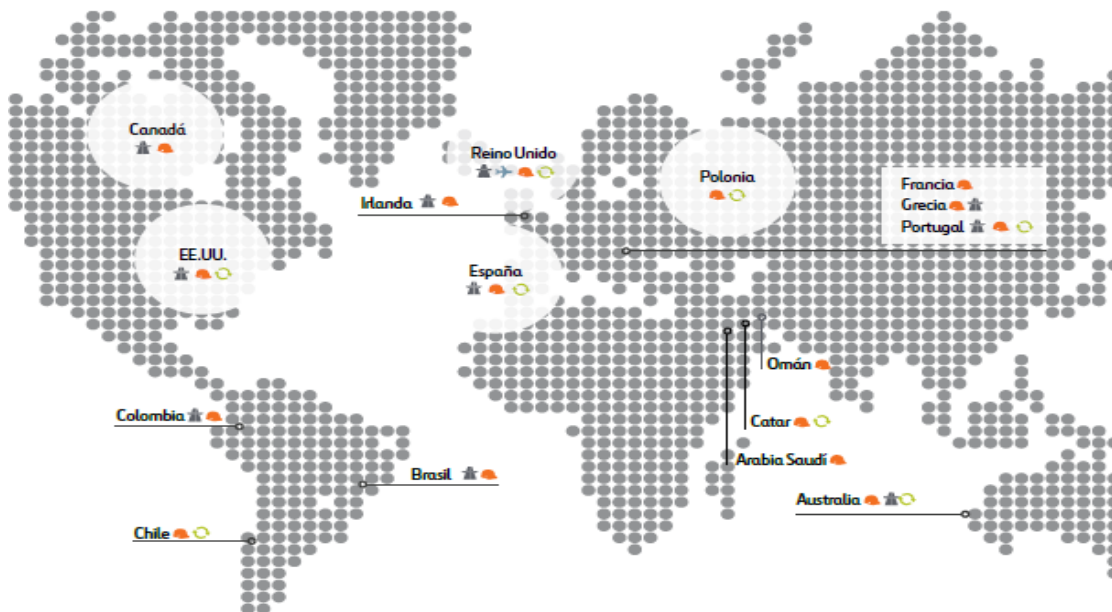 Canadá
Reino Unido
Polonia
Francia
Grecia
Portugal
Irlanda
EE.UU.
España
Omán
Colombia
Catar
Brasil
Arabia Saudí
Australia
Chile